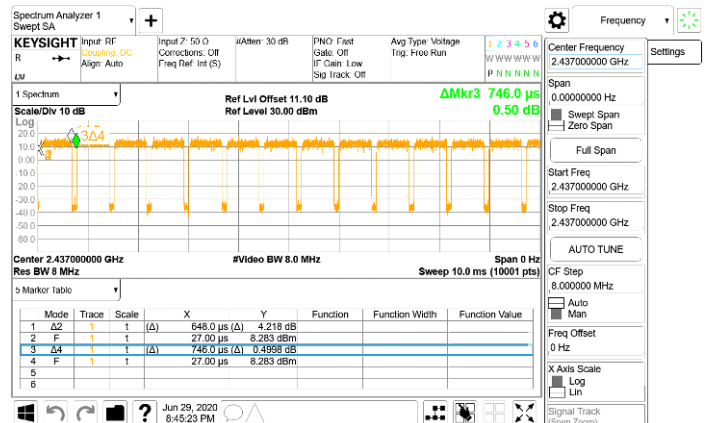 Spectrum Analyzer 1
Swept SA
+
Frequency
KEYSIGHT
R
Input: RF
Coupling: DC
Align: Auto
Input Z: 50 Ω
Corrections: Off
Freq Ref: Int (S)
#Atten: 30 dB
PNO: Fast
Gate: Off
IF Gain: Low
Sig Track: Off
Avg Type: Voltage
Trig: Free Run
1 2 3 4 5 6
W W W W W W
P N N N N N
1 Spectrum
Scale/Div 10 dB
Log
Ref Lvl Offset 11.10 dB
Ref Level 30.00 dBm
ΔMkr3 746.0 µs
0.50 dB
3Δ4
20.0
10.0
0.00
-10.0
-20.0
-30.0
-40.0
-50.0
60.0
Center 2.437000000 GHz
Res BW 8 MHz
#Video BW 8.0 MHz
Span 0 Hz
Sweep 10.0 ms (10001 pts)
5 Marker Table
Mode Trace Scale X Y Function Function Width Function Value
1 Δ2 1 t (Δ) 648.0 µs (Δ) 4.218 dB
2 F 1 t 27.00 µs 8.283 dBm
3 Δ4 1 t (Δ) 746.0 µs (Δ) 0.4998 dB
4 F 1 t 27.00 µs 8.283 dBm
5
6
?
Jun 29, 2020
8:45:23 PM
Center Frequency
2.437000000 GHz
Settings
Span
0.00000000 Hz
Swept Span
Zero Span
Full Span
Start Freq
2.437000000 GHz
Stop Freq
2.437000000 GHz
AUTO TUNE
CF Step
8.000000 MHz
Auto
Man
Freq Offset
0 Hz
X Axis Scale
Log
Lin
Signal Track
(Span Zoom)